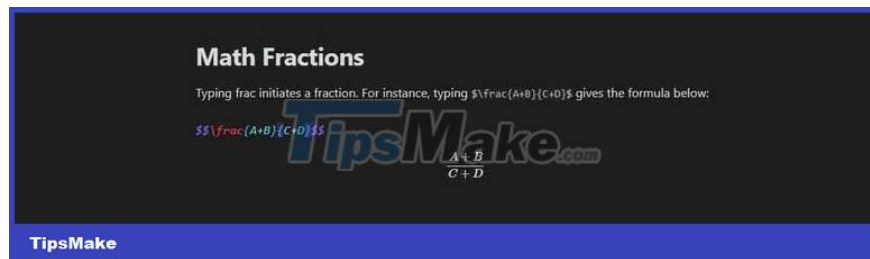 Math Fractions
Typing frac initiates a fraction. For instance, typing $\frac{A+B}{C+D}$ gives the formula below:
$$\frac{A+B}{C+D}$$
TipsMake.com
A + B
C + D
TipsMake